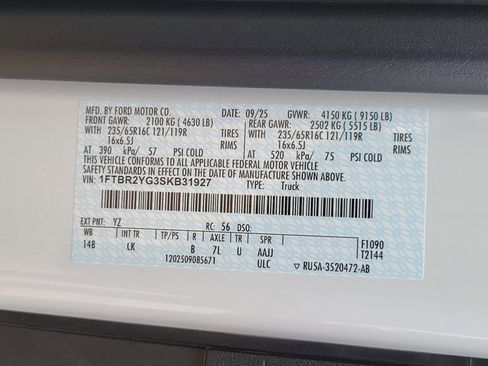 MFD. BY FORD MOTOR CO. 09/25 GVWR: 4150 KG ( 9150 LB)
FRONT GAWR: 2100 KG ( 4630 LB) REAR GAWR: 2502 KG ( 5515 LB)
WITH 235/65R16C 121/119R TIRES WITH 235/65R16C 121/119R TIRES
16x6.5J RIMS 16x6.5J RIMS
AT 390 kPa/ 57 PSI COLD AT 520 kPa/ 75 PSI COLD
THIS VEHICLE CONFORMS TO ALL APPLICABLE FEDERAL MOTOR VEHICLE
SAFETY STANDARDS IN EFFECT ON THE DATE OF MANUFACTURE SHOWN ABOVE.
VIN: 1FTBR2YG3SKB31927 TYPE: Truck
EXT PNT: YZ RC: 56 DSO:
WB INT TR TP/PS R AXLE TR SPR F1090
148 CK B 7L U AAJJ T2144
1202509085671 ULC ▽ RU5A-3520472-AB